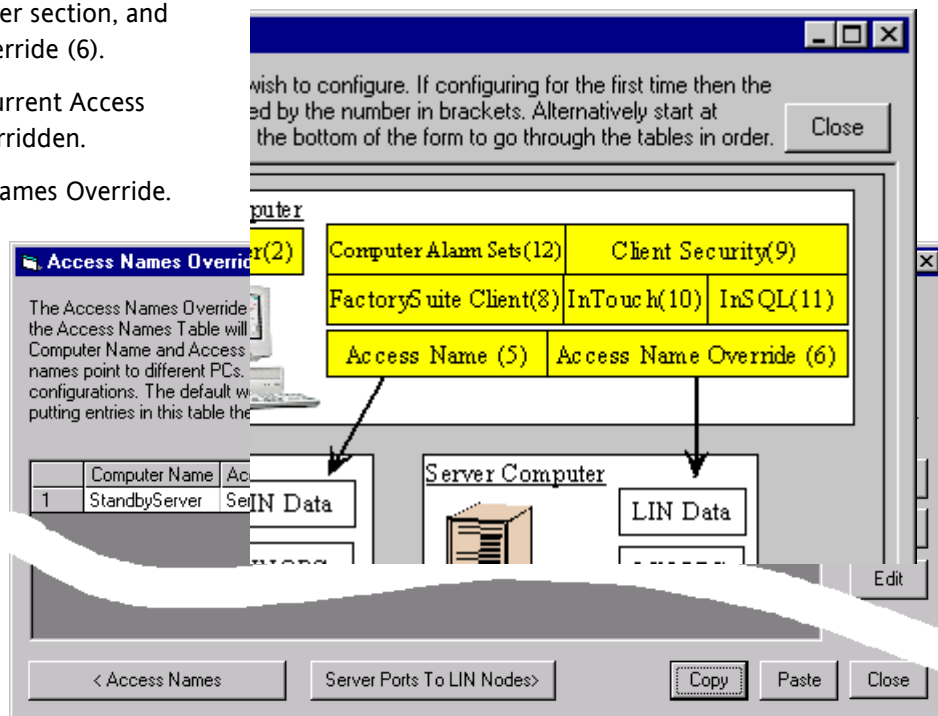 er section, and
erride (6).
urrent Access
rridden.
ames Override.
wish to configure. If configuring for the first time then the
ed by the number in brackets. Alternatively start at
the bottom of the form to go through the tables in order.
Close
puter
r(2)
Computer Alarm Sets(12)
Client Security(9)
FactorySuite Client(8)
InTouch(10)
InSQL(11)
Access Name (5)
Access Name Override (6)
Server Computer
IN Data
LIN Data
Access Names Overrid
The Access Names Override
the Access Names Table will
Computer Name and Access
names point to different PCs.
configurations. The default w
putting entries in this table the
Computer Name
Ac
1
StandbyServer
Ser
Edit
< Access Names
Server Ports To LIN Nodes>
Copy
Paste
Close